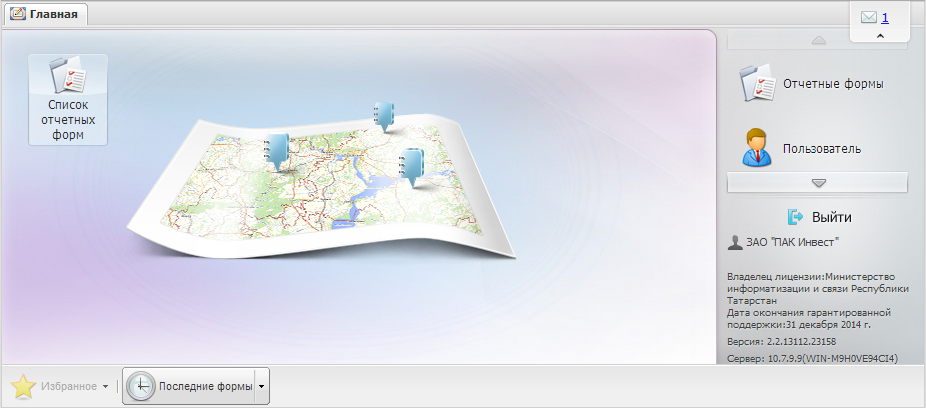 Главная
1
Список
отчетных
форм
Отчетные формы
Пользователь
Выйти
ЗАО "ПАК Инвест"
Владелец лицензии:Министерство
информатизации и связи Республики
Татарстан
Дата окончания гарантированной
поддержки:31 декабря 2014 г.
Версия: 2.2.13112.23158
Сервер: 10.7.9.9(WIN-M9H0VE94CI4)
Избранное
Последние формы